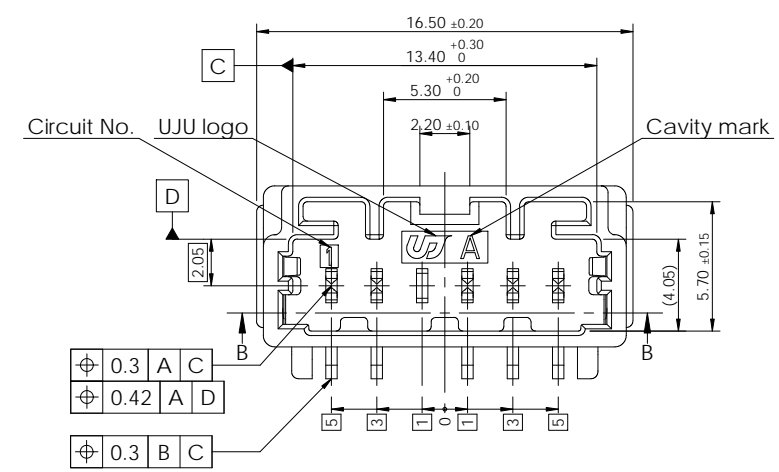 16.50 ±0.20
13.40 +0.30 0
C
5.30 +0.20 0
2.20 ±0.10
Circuit No. UJU logo Cavity mark
D
2.05
1
UJ A
(4.05)
5.70 ±0.15
B B
⌖ 0.3 A C
⌖ 0.42 A D
⌖ 0.3 B C
5 3 1 0 1 3 5